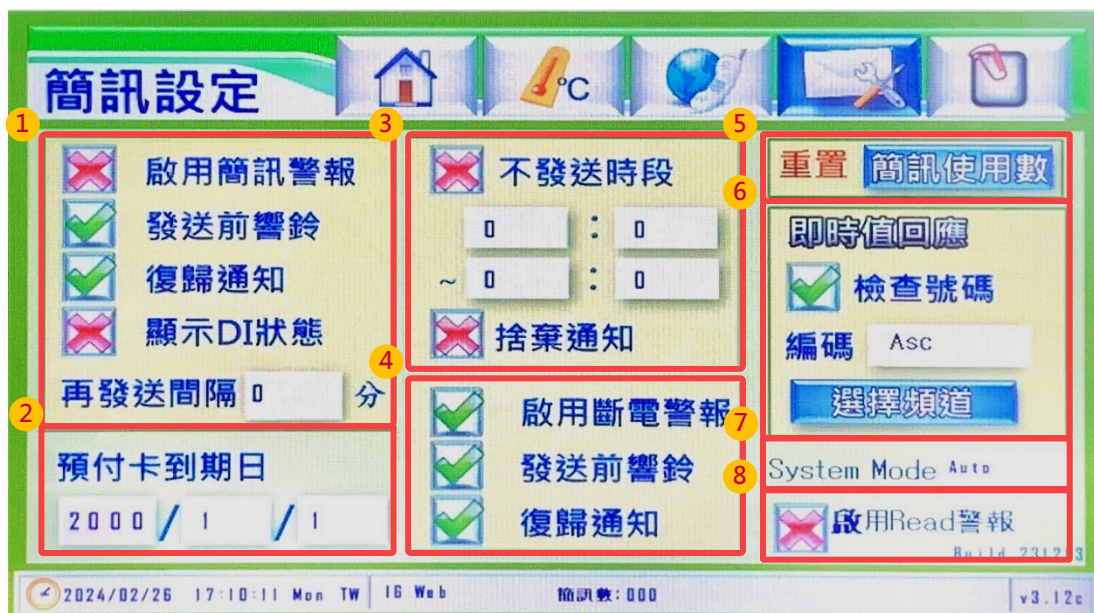 簡訊設定
°C
1
啟用簡訊警報
發送前響鈴
復歸通知
顯示DI狀態
再發送間隔 0 分
2
預付卡到期日
2000 / 1 / 1
3
不發送時段
0 : 0
~ 0 : 0
捨棄通知
4
啟用斷電警報
發送前響鈴
復歸通知
5
重置 簡訊使用數
6
即時值回應
檢查號碼
編碼 Asc
選擇頻道
7
System Mode Auto
8
啟用Read警報
Build 231213
2024/02/26 17:10:11 Mon TW IG Web 簡訊數:000 v3.12c